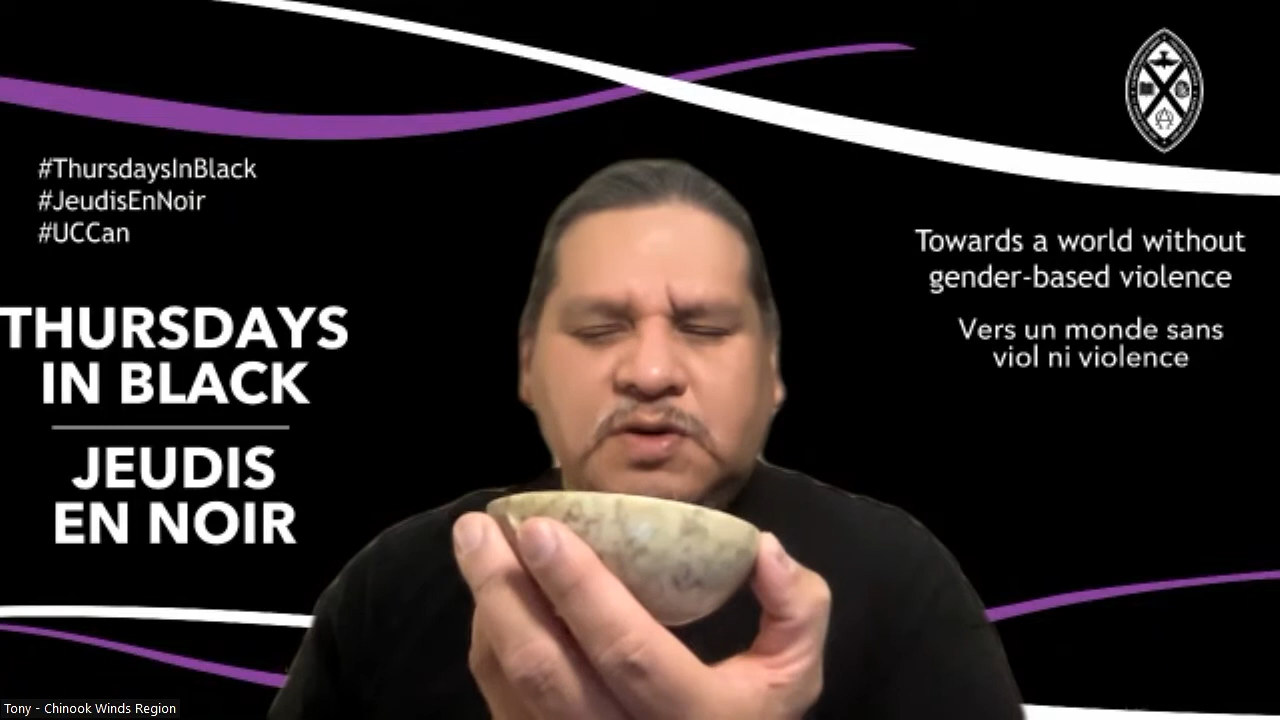 #ThursdaysInBlack
#JeudisEnNoir
#UCCan
THURSDAYS
IN BLACK
JEUDIS
EN NOIR
Towards a world without
gender-based violence
Vers un monde sans
viol ni violence
Tony - Chinook Winds Region